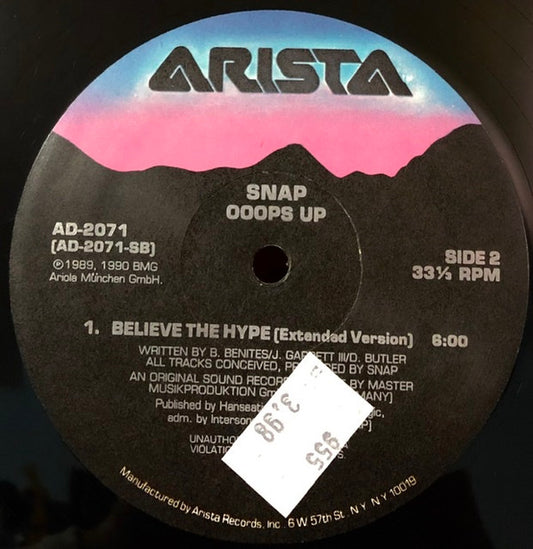 ARISTA
SNAP
OOOPS UP
AD-2071
(AD-2071-SB)
℗1989, 1990 BMG
Ariola München GmbH.
SIDE 2
33⅓ RPM
1. BELIEVE THE HYPE (Extended Version) 6:00
WRITTEN BY B. BENITES/J. GARRETT III/D. BUTLER
ALL TRACKS CONCEIVED, PRODUCED BY SNAP
AN ORIGINAL SOUND BY MASTER
MUSIKPRODUKTION
Published by
adm. by
3.98
955
Manufactured by Arista Records, Inc. 6 W 57th St. N.Y. N.Y. 10019